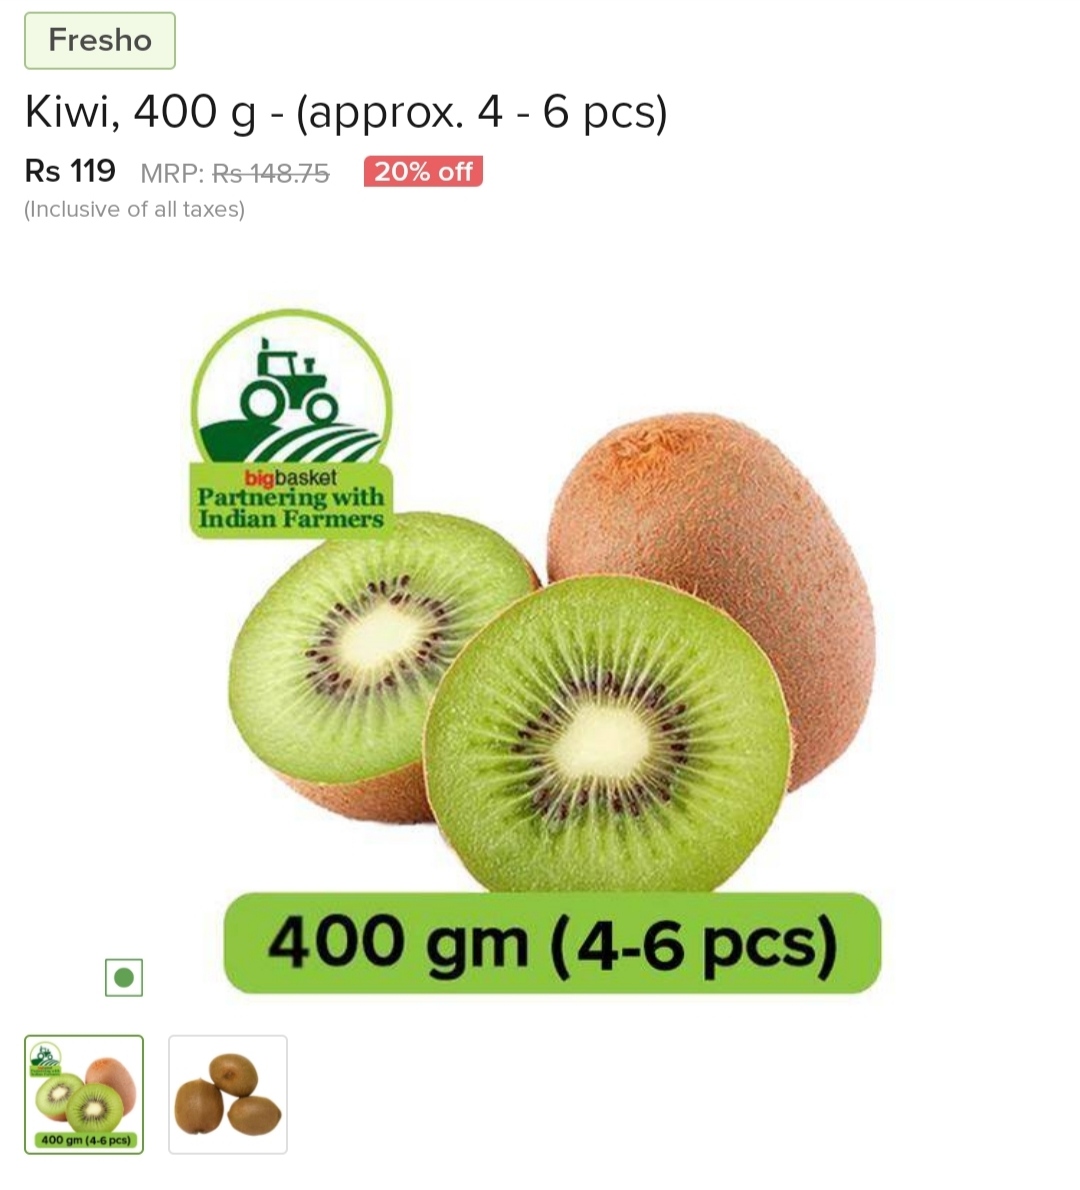 Fresho
Kiwi, 400 g - (approx. 4 - 6 pcs)
Rs 119 MRP: Rs 148.75 20% off
(Inclusive of all taxes)
bigbasket
Partnering with
Indian Farmers
400 gm (4-6 pcs)
400 gm (4-6 pcs)